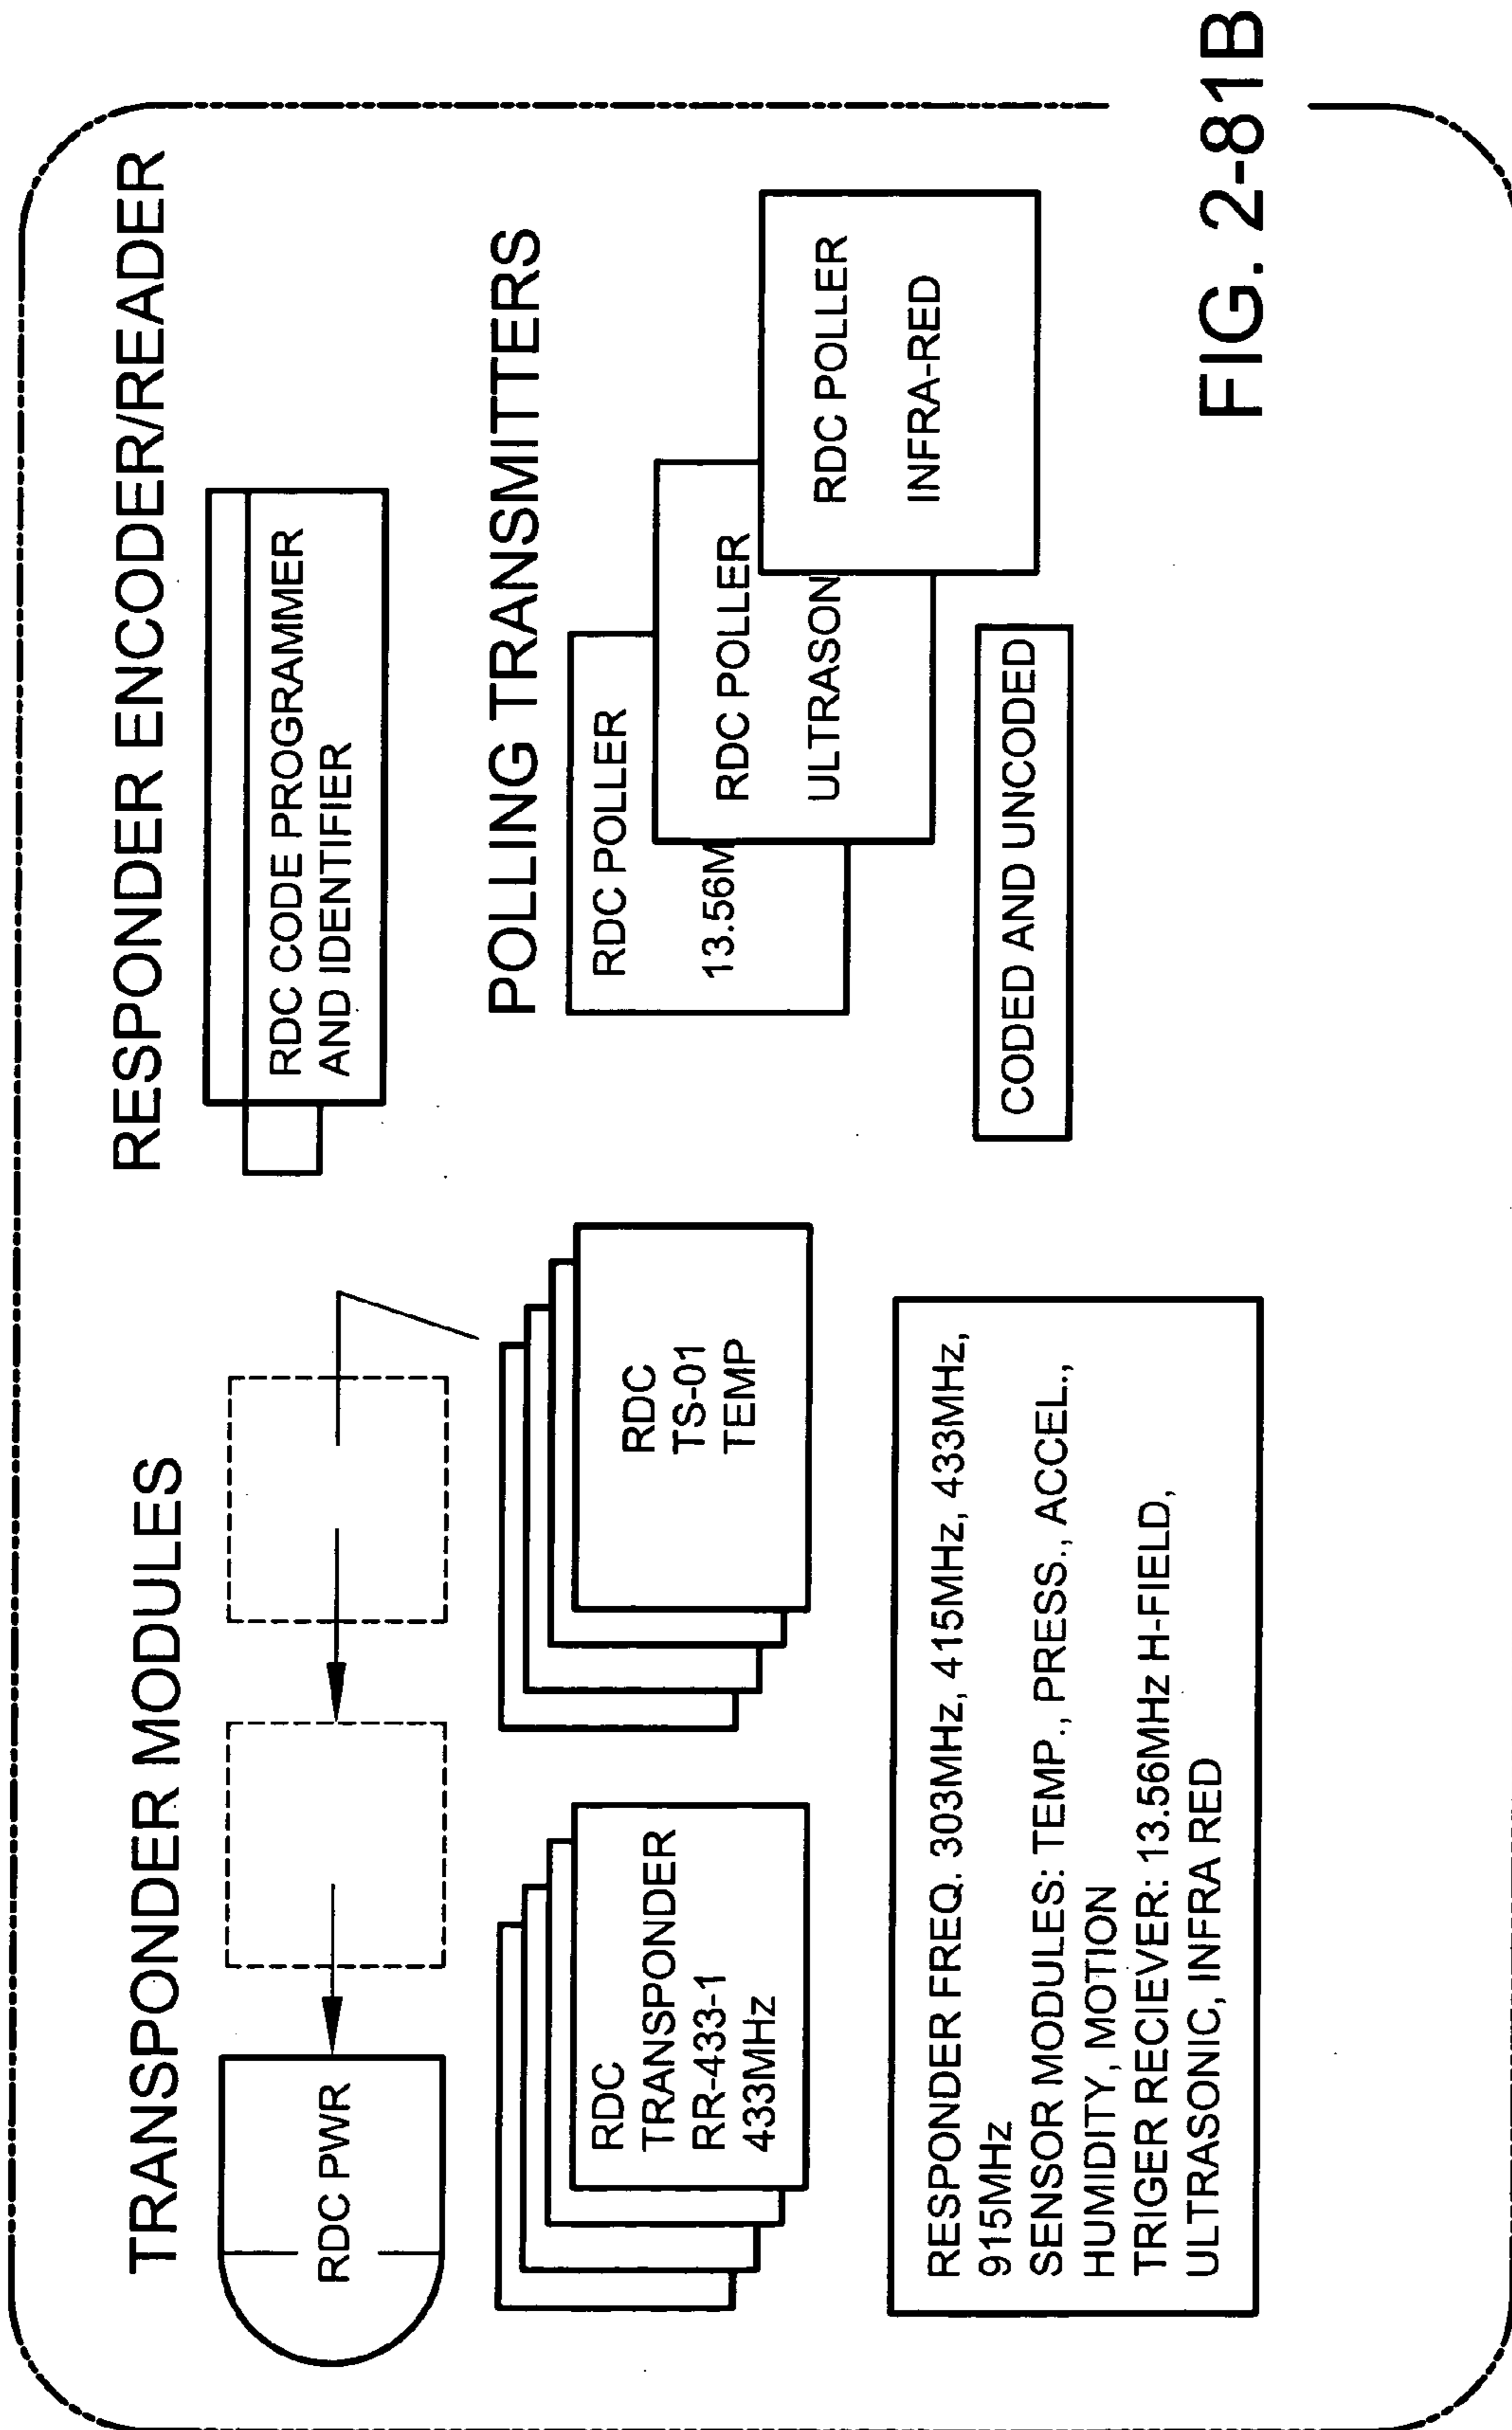 TRANSPONDER MODULES
RDC PWR
RDC
TRANSPONDER
RR-433-1
433MHz
RDC
TS-01
TEMP
RESPONDER FREQ. 303MHz, 415MHz, 433MHz,
915MHz
SENSOR MODULES: TEMP., PRESS., ACCEL.,
HUMIDITY, MOTION
TRIGER RECIEVER: 13.56MHz H-FIELD,
ULTRASONIC, INFRA RED
RESPONDER ENCODER/READER
RDC CODE PROGRAMMER
AND IDENTIFIER
POLLING TRANSMITTERS
RDC POLLER
13.56M
RDC POLLER
ULTRASON
RDC POLLER
INFRA-RED
CODED AND UNCODED
FIG. 2-81B